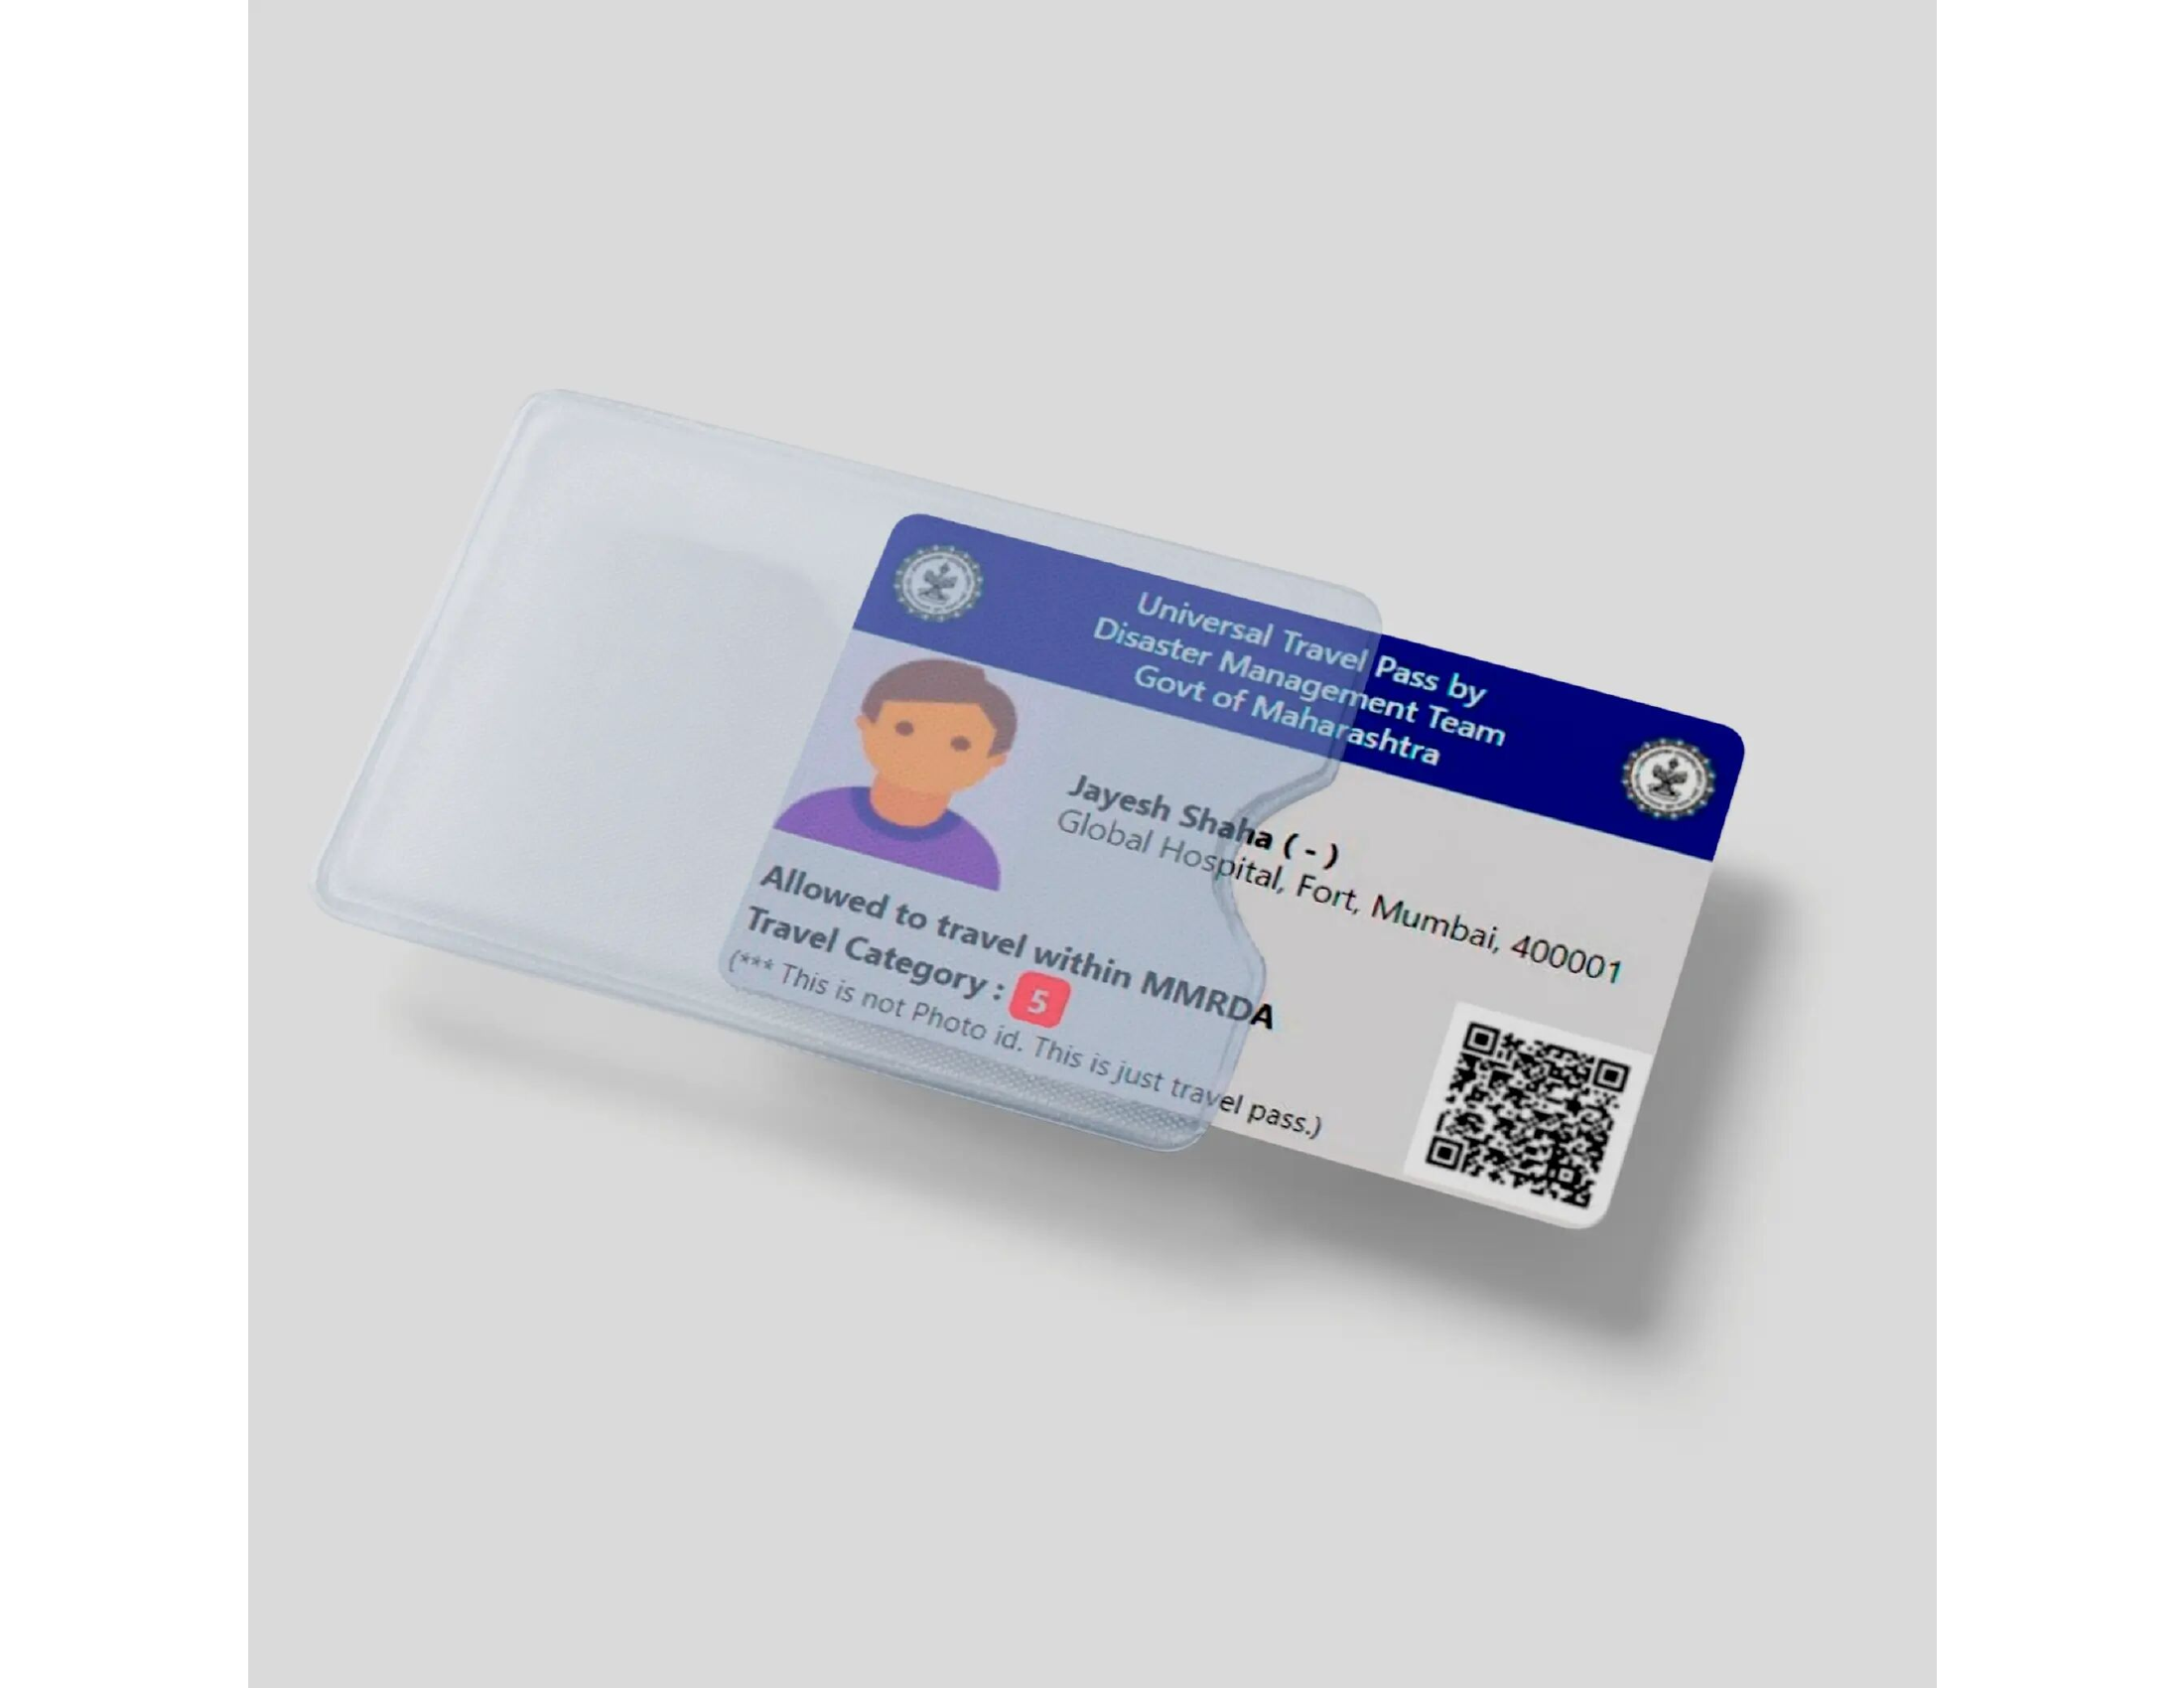 Universal Travel Pass by
Disaster Management Team
Govt of Maharashtra
Jayesh Shaha ( - )
Global Hospital, Fort, Mumbai, 400001
Allowed to travel within MMRDA
Travel Category : 5
(*** This is not Photo id. This is just travel pass.)